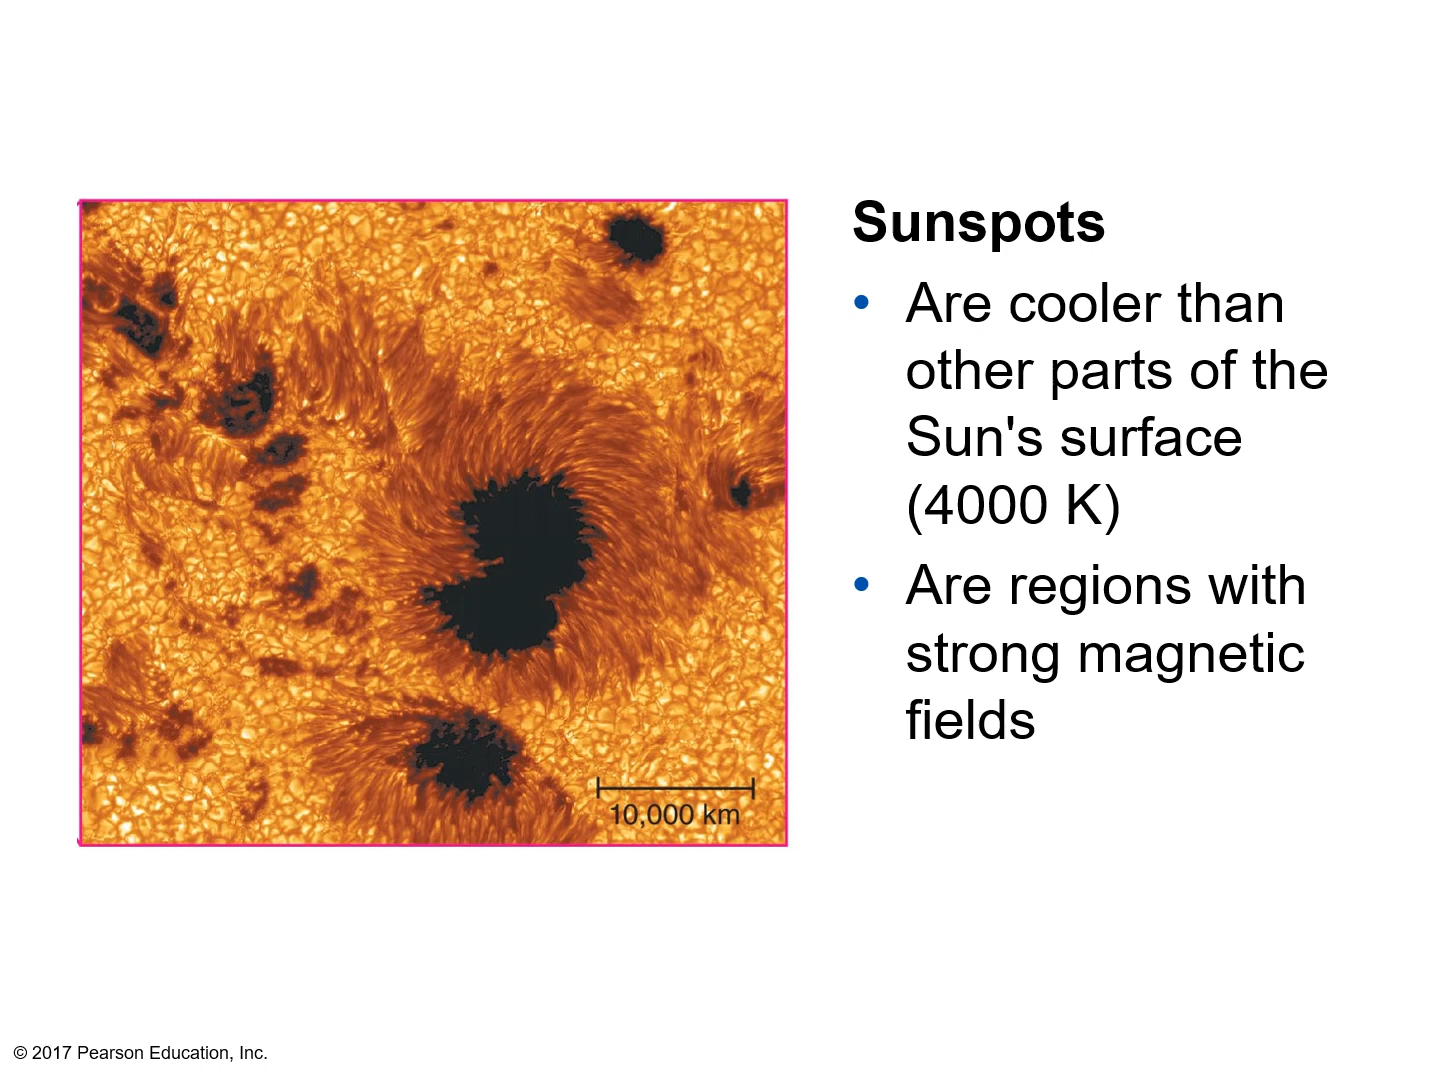 Sunspots
• Are cooler than
other parts of the
Sun's surface
(4000 K)
• Are regions with
strong magnetic
fields
10,000 km
© 2017 Pearson Education, Inc.